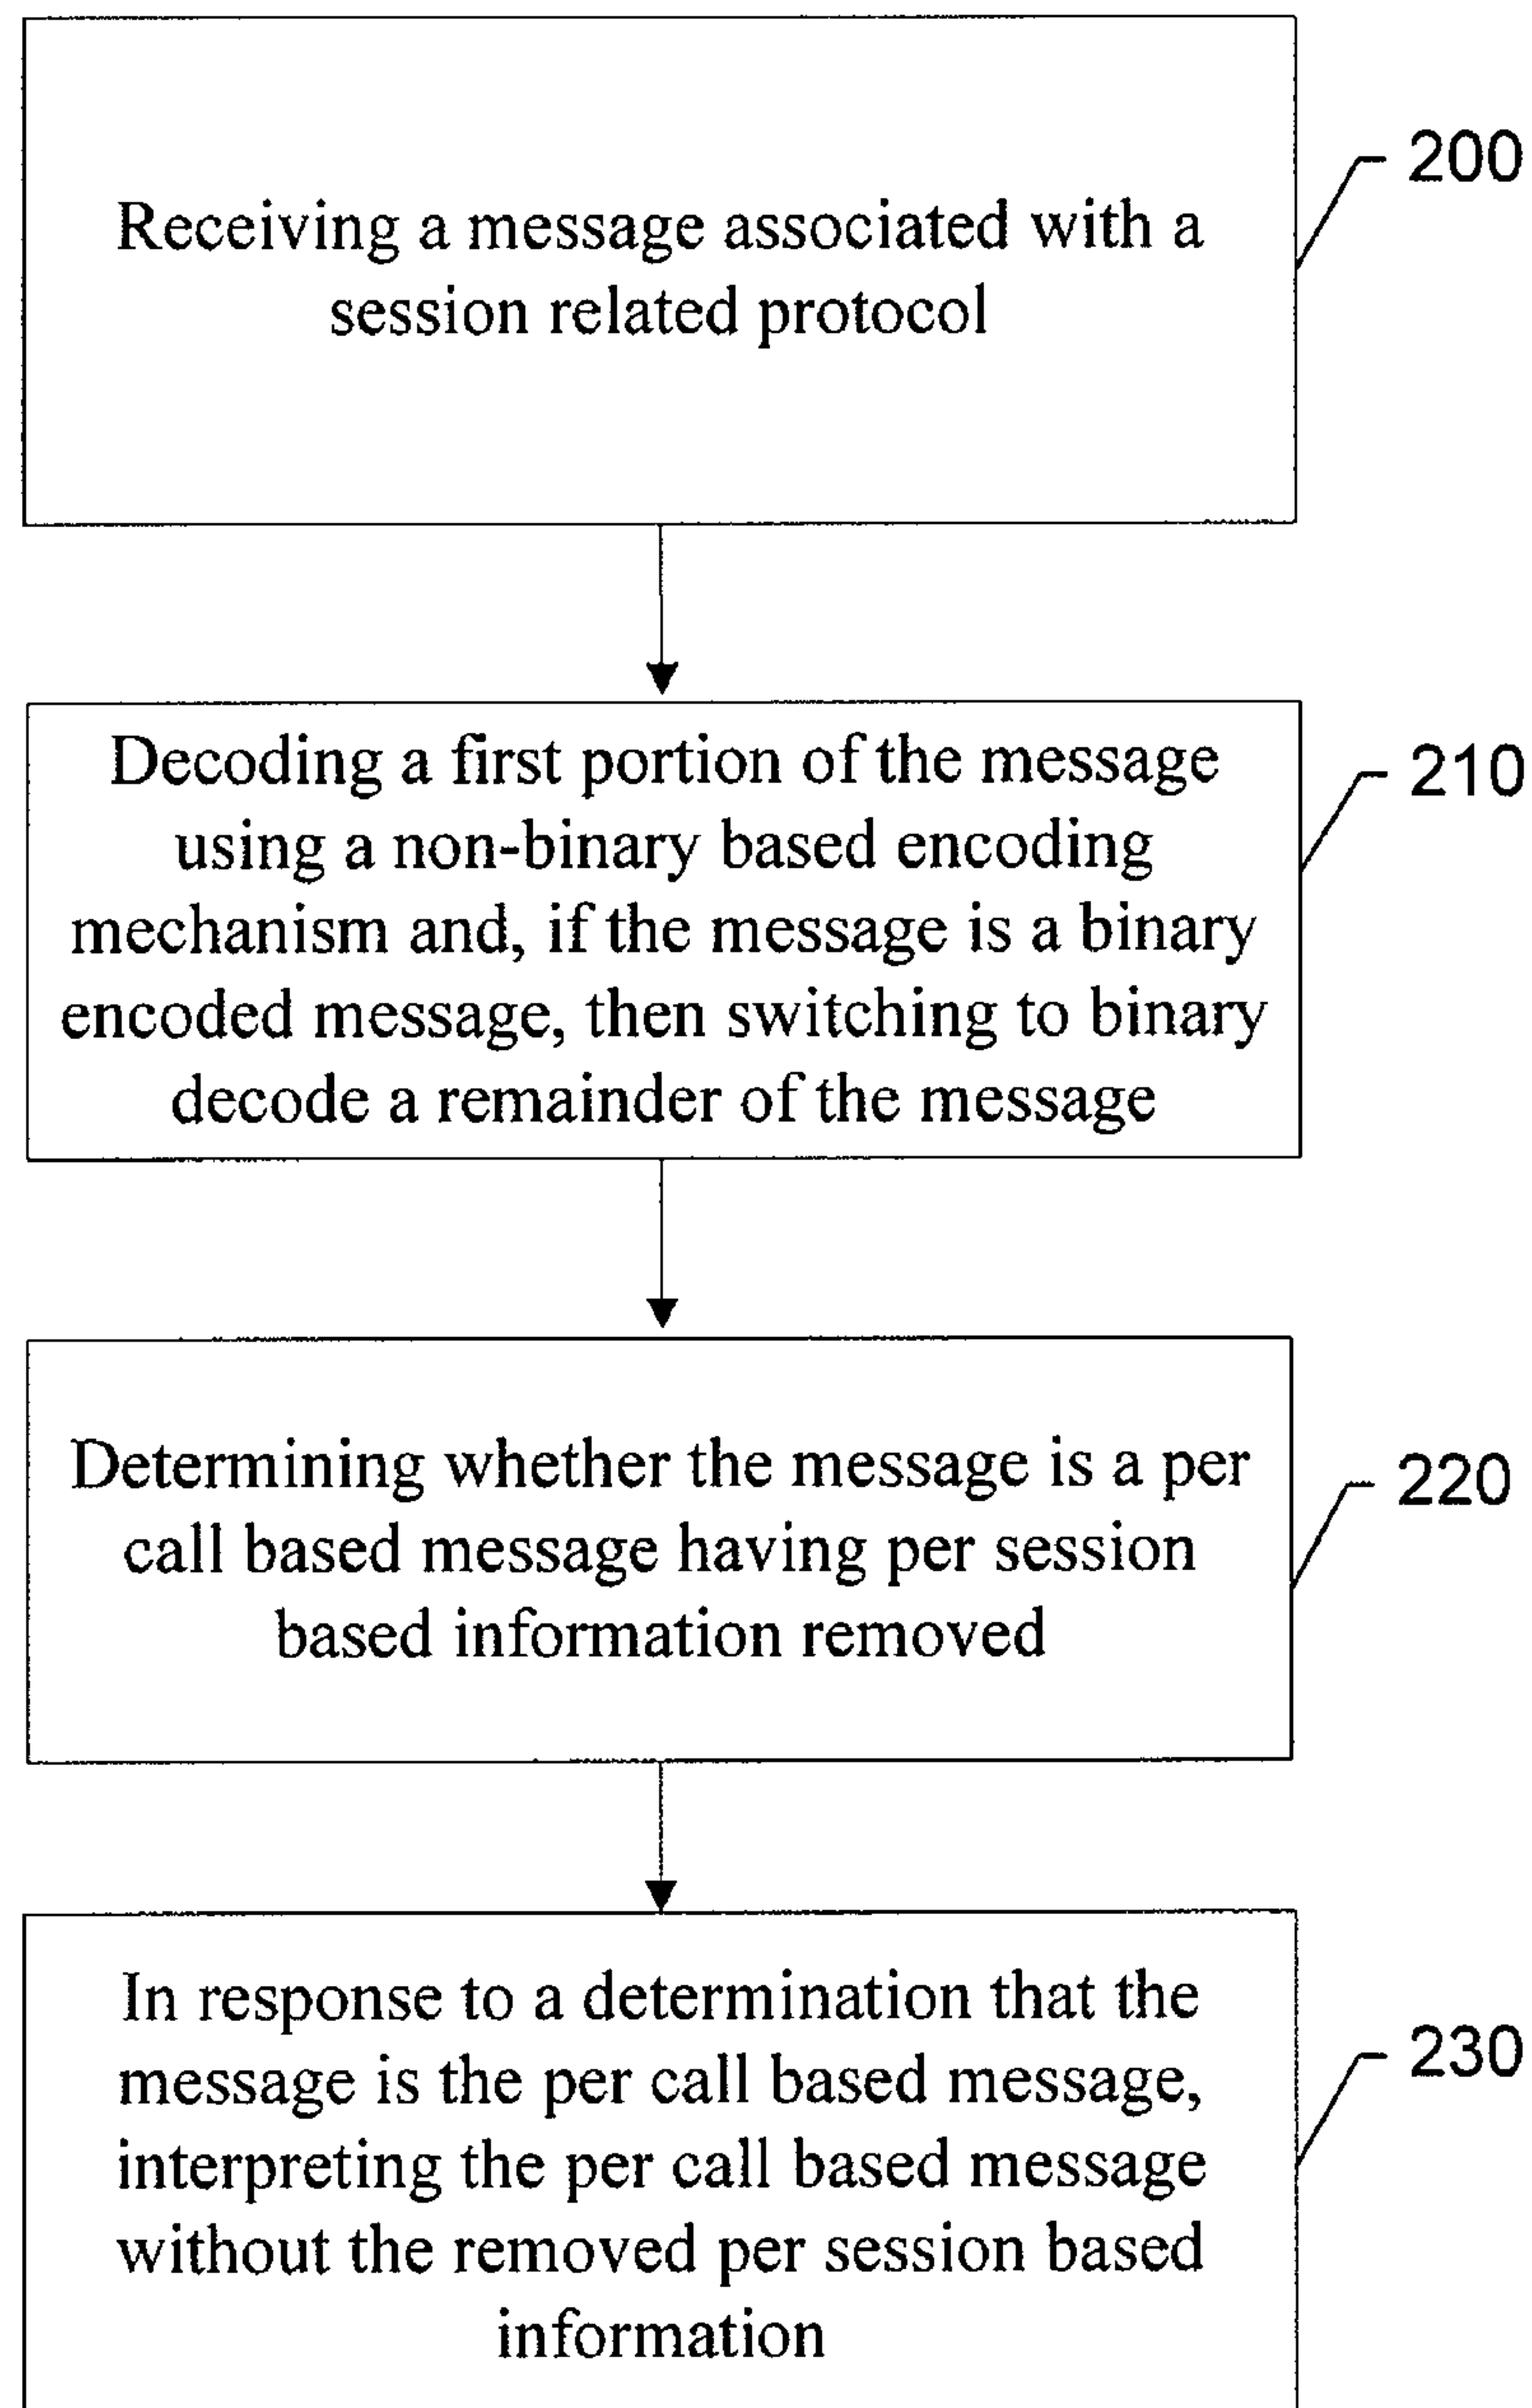 Receiving a message associated with a
session related protocol
200
Decoding a first portion of the message
using a non-binary based encoding
mechanism and, if the message is a binary
encoded message, then switching to binary
decode a remainder of the message
210
Determining whether the message is a per
call based message having per session
based information removed
220
In response to a determination that the
message is the per call based message,
interpreting the per call based message
without the removed per session based
information
230